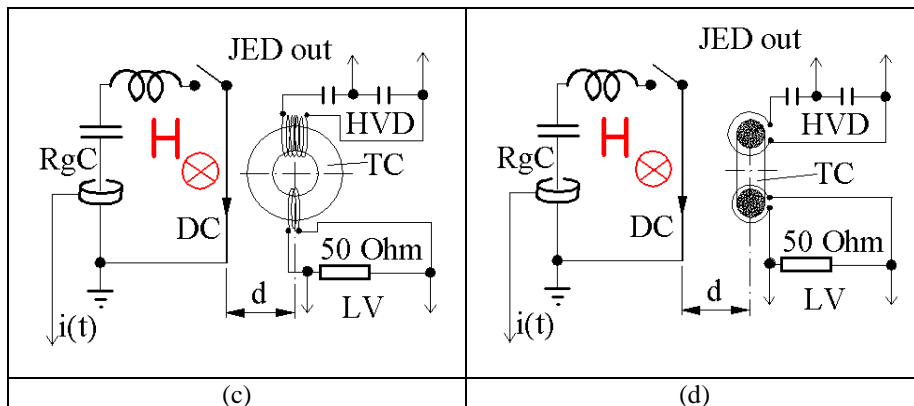 JED out
HVD
RgC
H
TC
DC
50 Ohm
d
LV
i(t)
(c)
JED out
HVD
RgC
H
TC
DC
50 Ohm
d
LV
i(t)
(d)